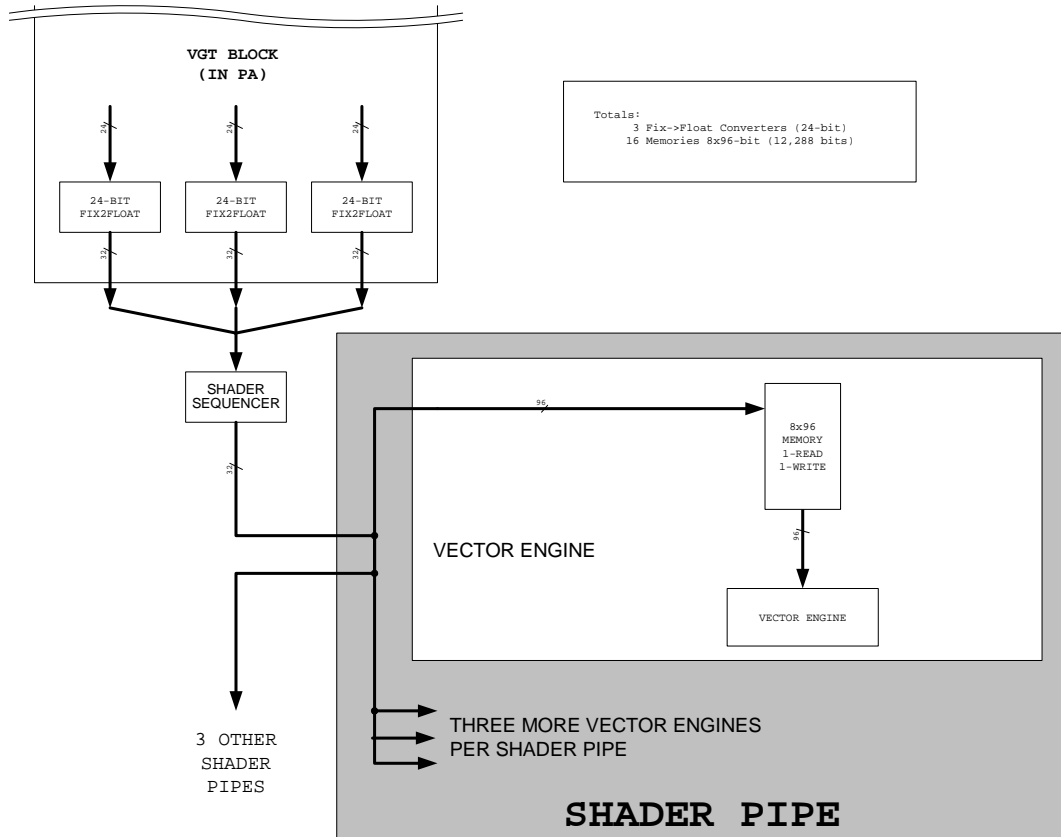 VGT BLOCK
(IN PA)
24
24
24
24-BIT
FIX2FLOAT
24-BIT
FIX2FLOAT
24-BIT
FIX2FLOAT
32
32
32
Totals:
3 Fix->Float Converters (24-bit)
16 Memories 8x96-bit (12,288 bits)
SHADER
SEQUENCER
32
96
8x96
MEMORY
1-READ
1-WRITE
96
VECTOR ENGINE
VECTOR ENGINE
3 OTHER
SHADER
PIPES
THREE MORE VECTOR ENGINES
PER SHADER PIPE
SHADER PIPE